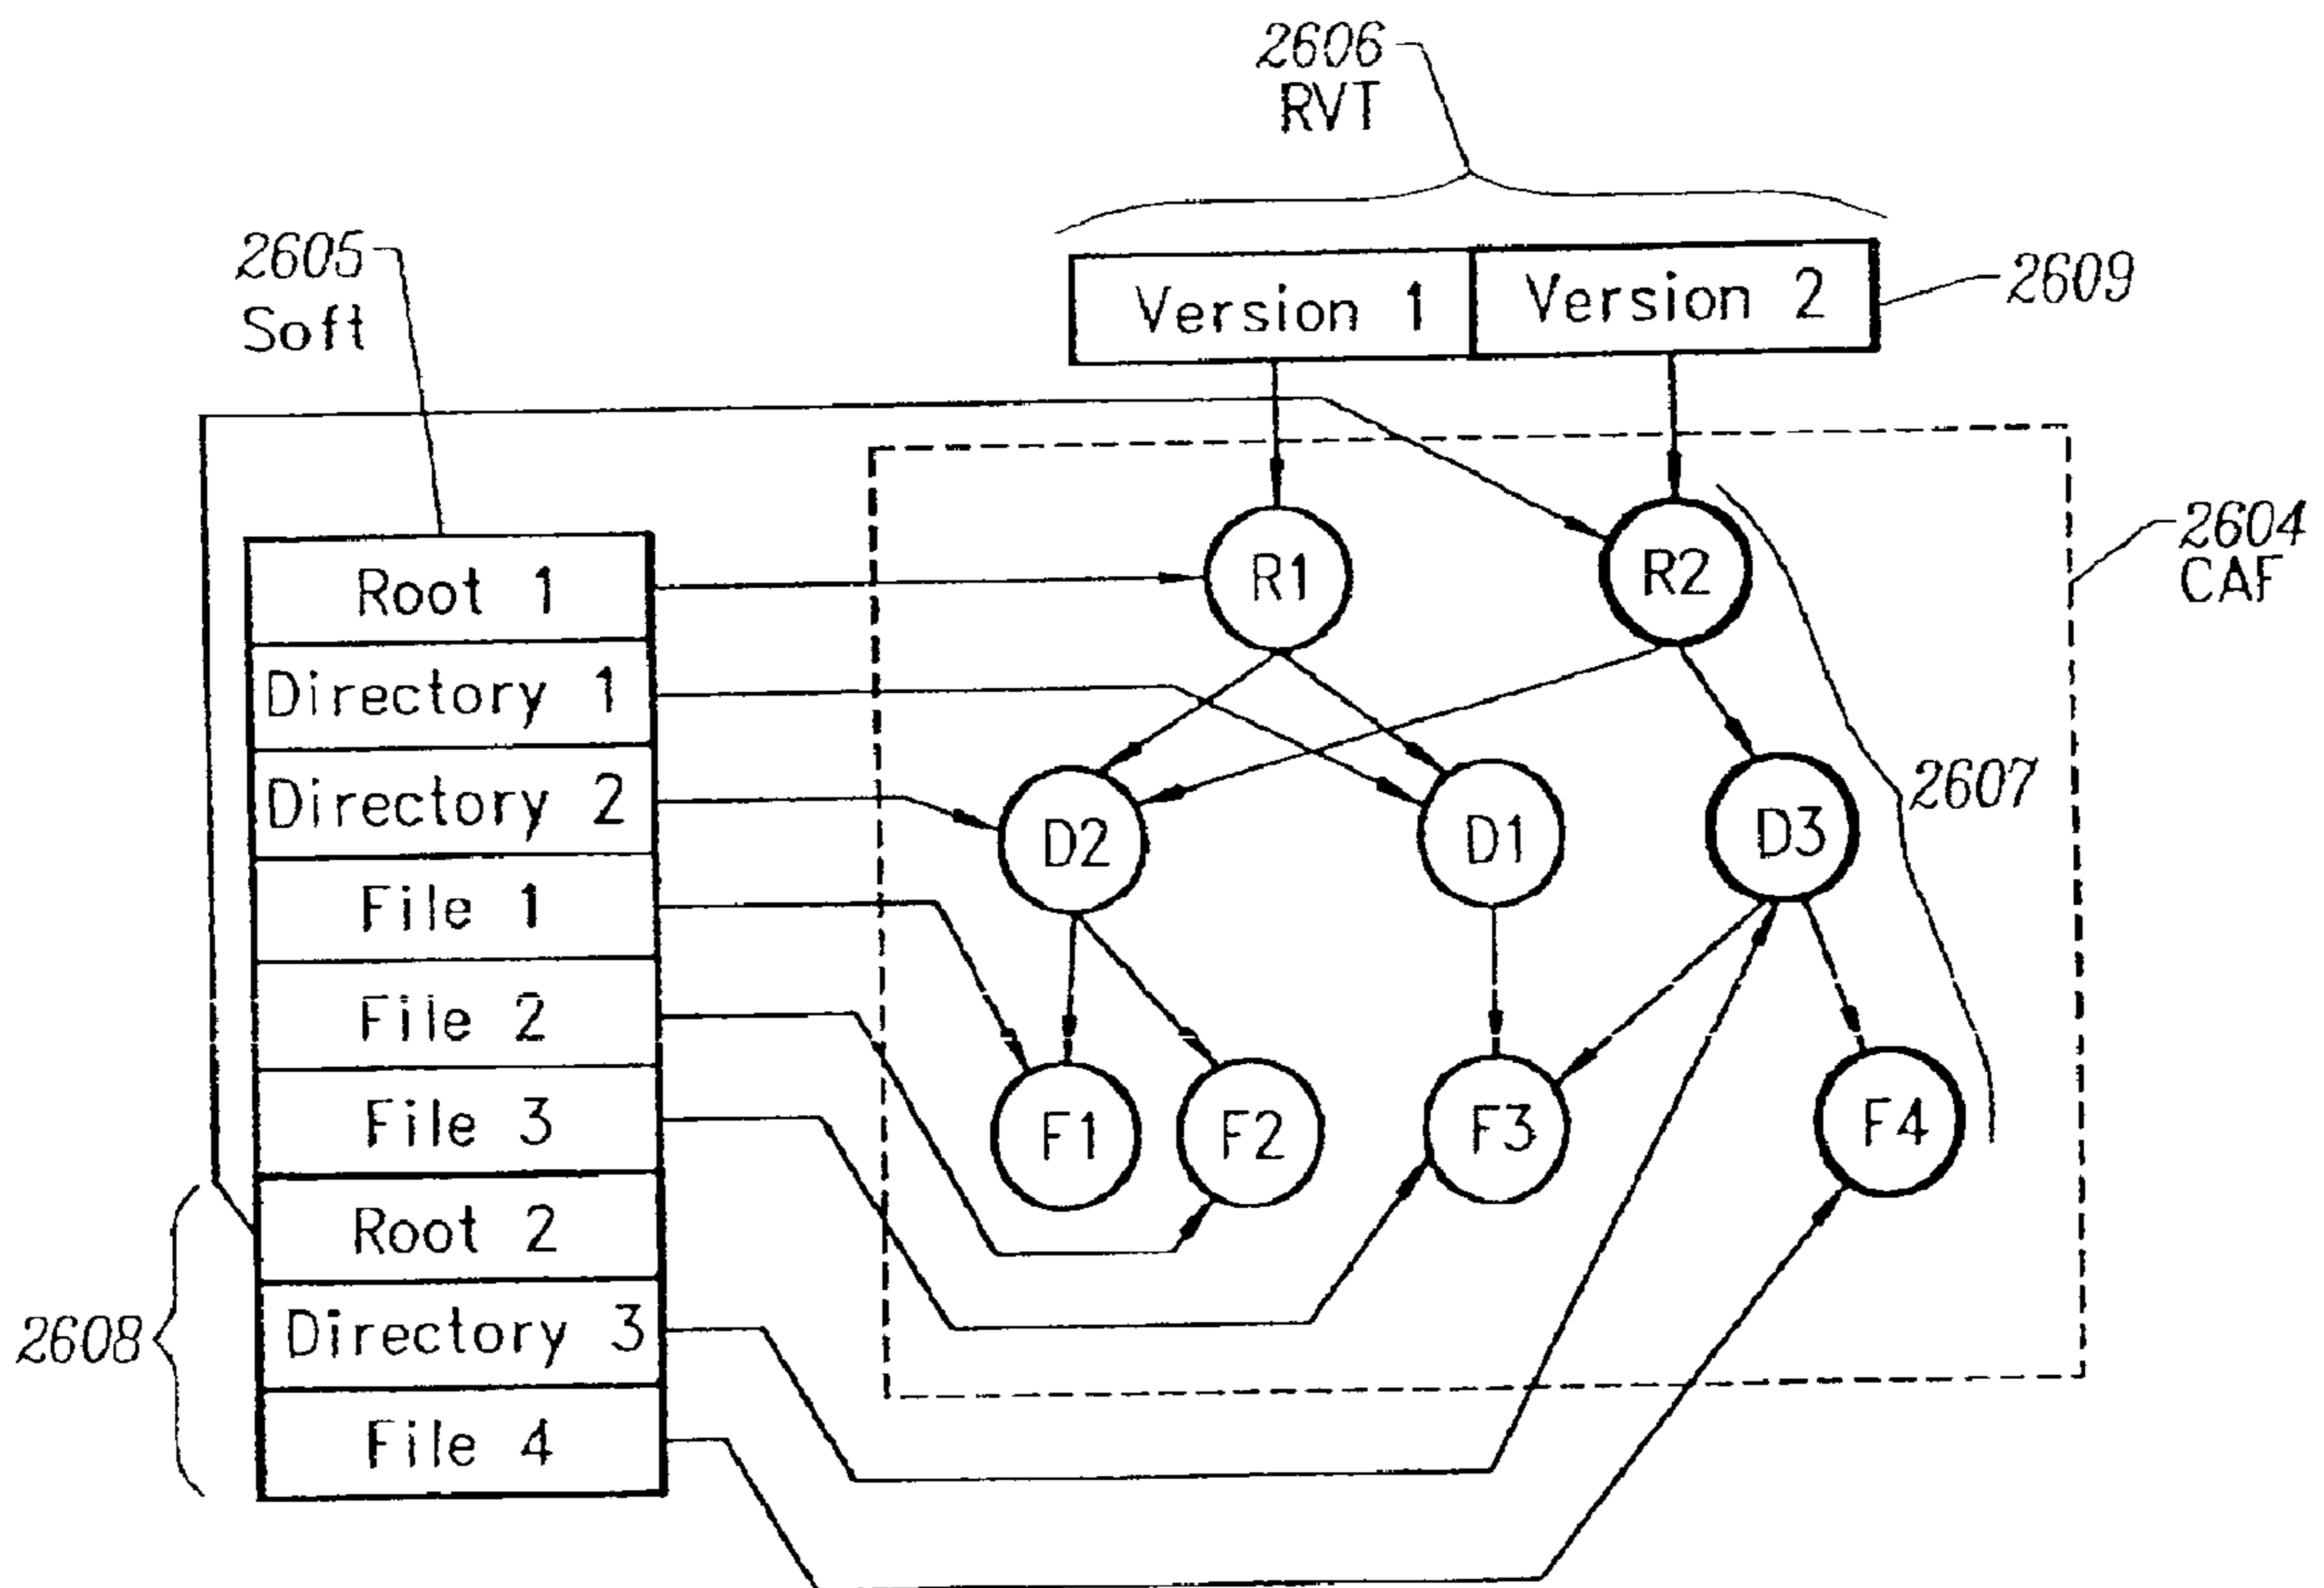 2606
RVT
2605
Soft
Version 1
Version 2
2609
2604
CAF
Root 1
R1
R2
Directory 1
Directory 2
D2
D1
D3
2607
File 1
File 2
File 3
F1
F2
F3
F4
Root 2
2608
Directory 3
File 4